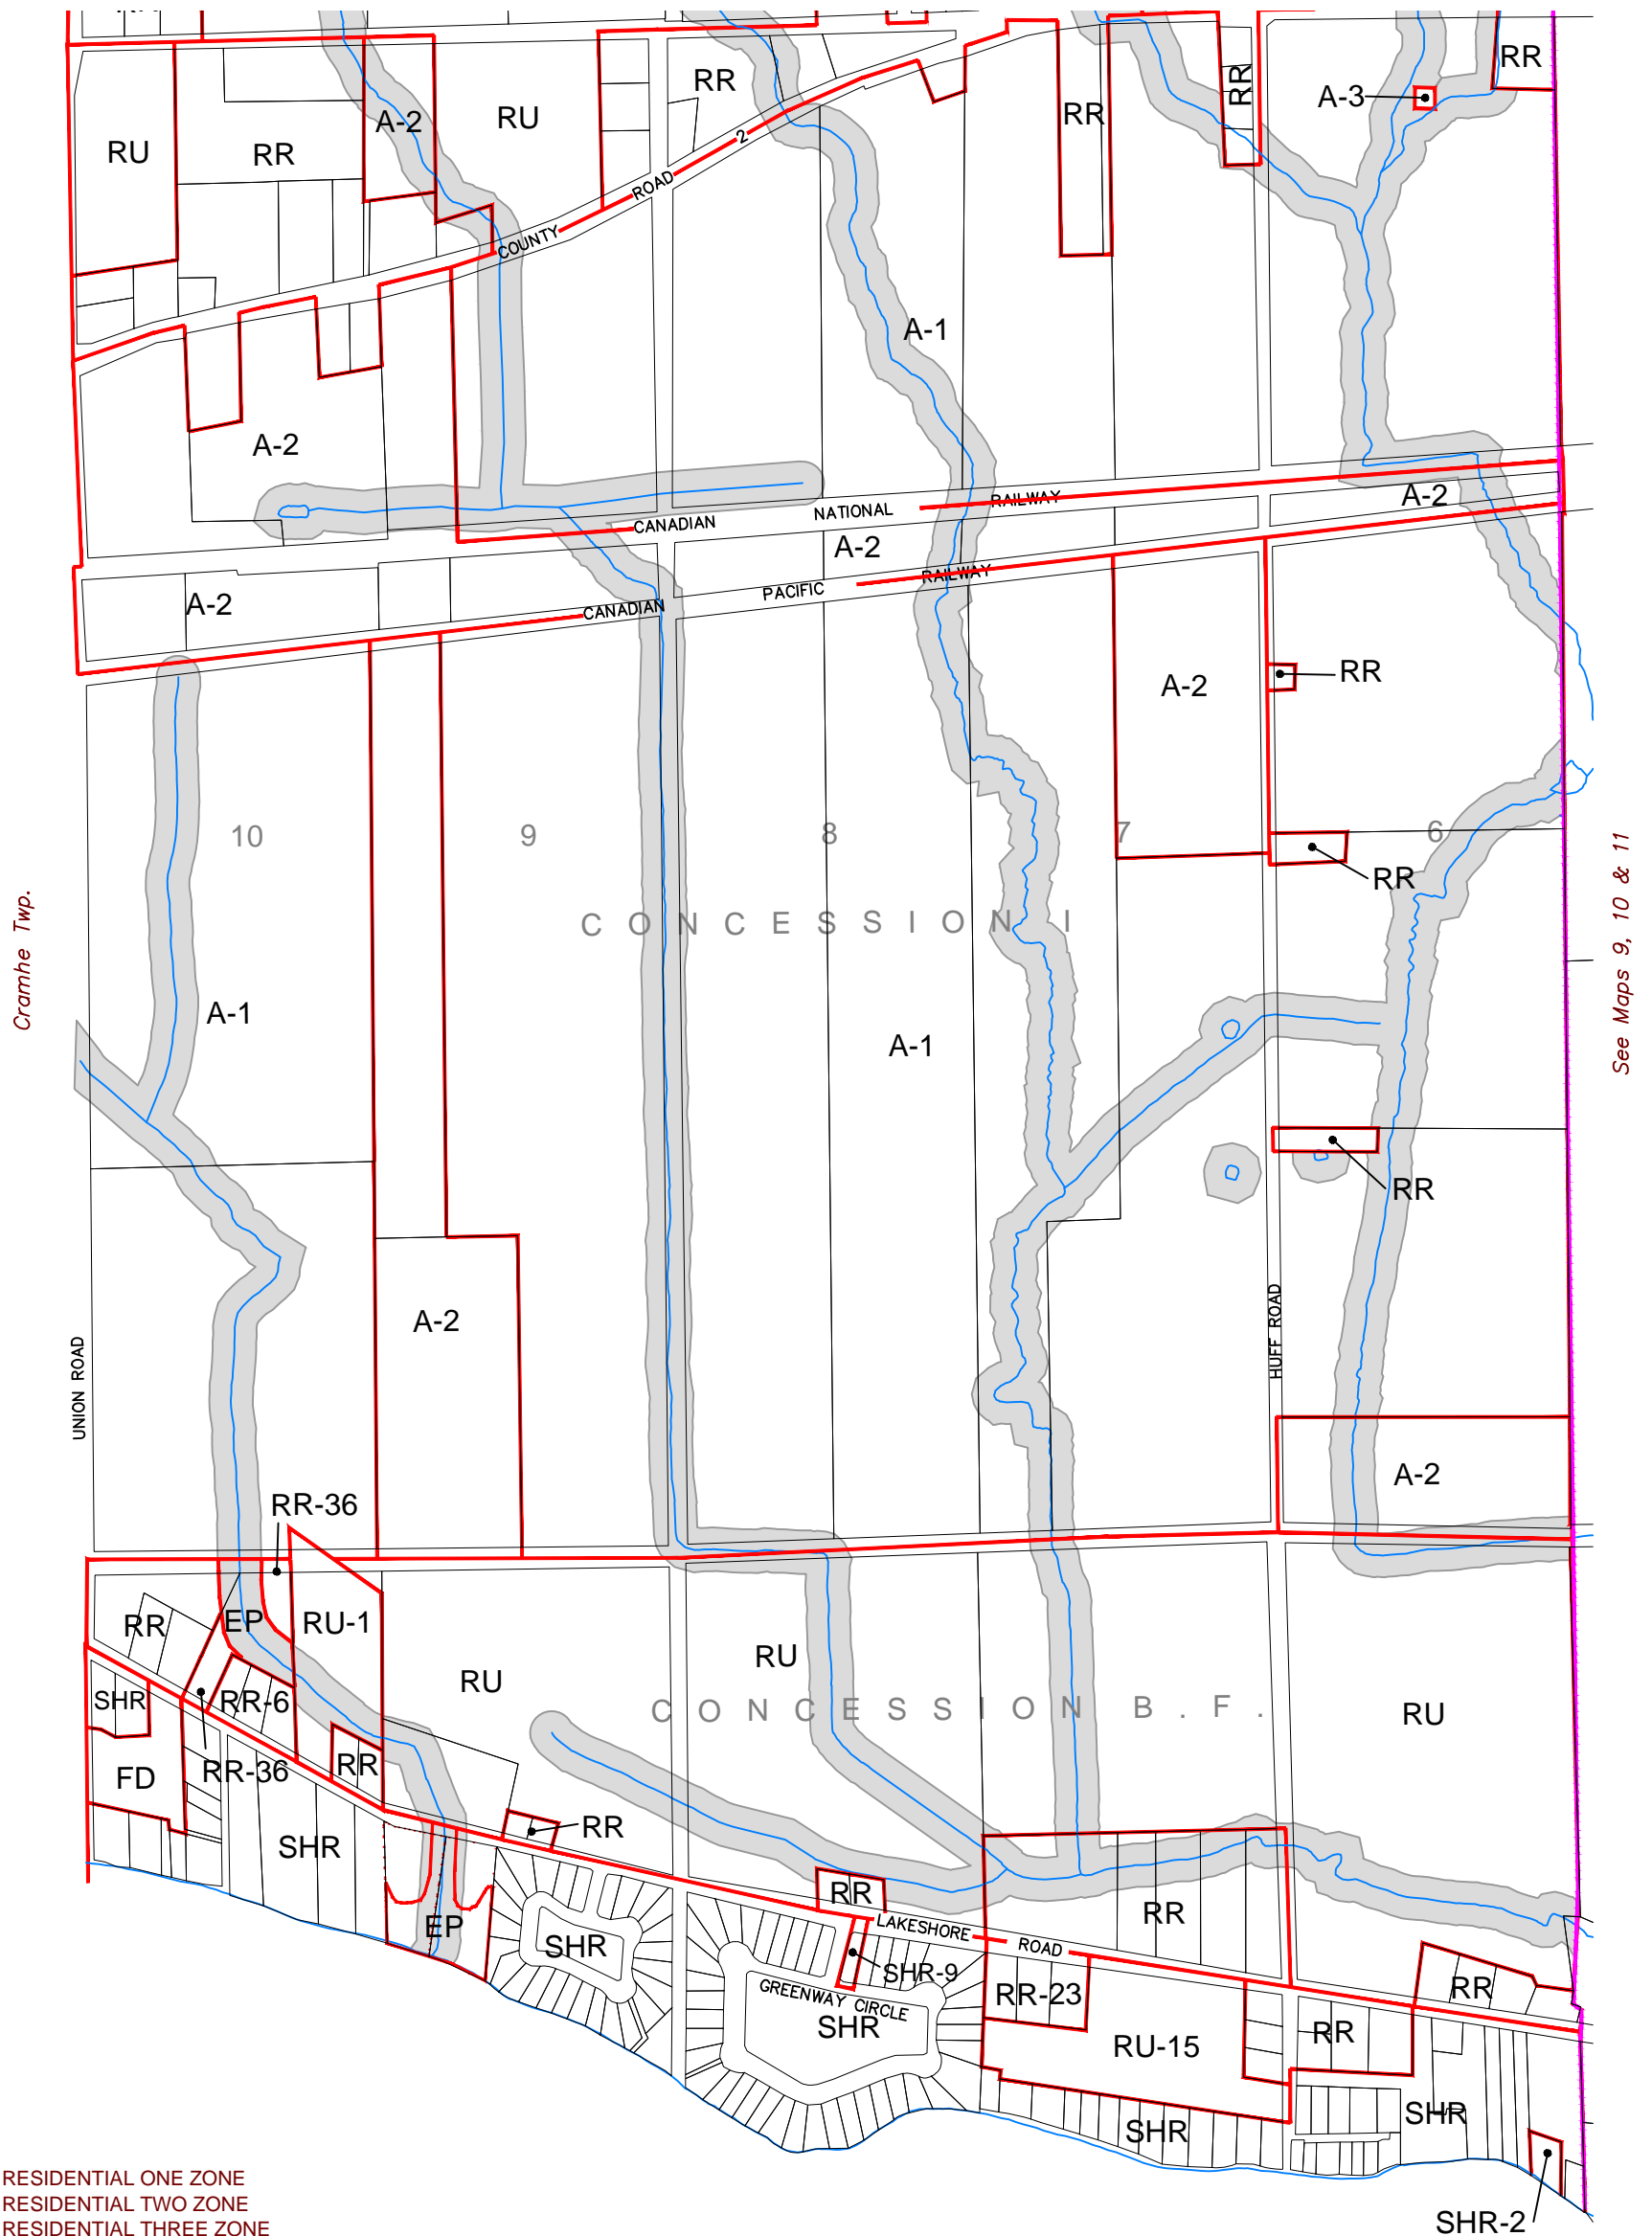 RR
RR
RR
A-3
RR
A-2
RU
RU
RR
2
ROAD
COUNTY
A-1
A-2
A-2
CANADIAN NATIONAL RAILWAY
A-2
A-2
CANADIAN PACIFIC RAILWAY
A-2
RR
10
9
8
7
6
RR
Cramhe Twp.
See Maps 9, 10 & 11
CONCESSION I
A-1
A-1
RR
UNION ROAD
HUFF ROAD
A-2
A-2
RR-36
RR
EP
RU-1
RU
RU
SHR
RR-6
CONCESSION B.F.
RU
FD
RR-36
RR
SHR
RR
RR
RR
EP
SHR
LAKESHORE ROAD
SHR-9
GREENWAY CIRCLE
SHR
RR-23
RR
RR
RU-15
SHR
SHR
SHR-2
RESIDENTIAL ONE ZONE
RESIDENTIAL TWO ZONE
RESIDENTIAL THREE ZONE